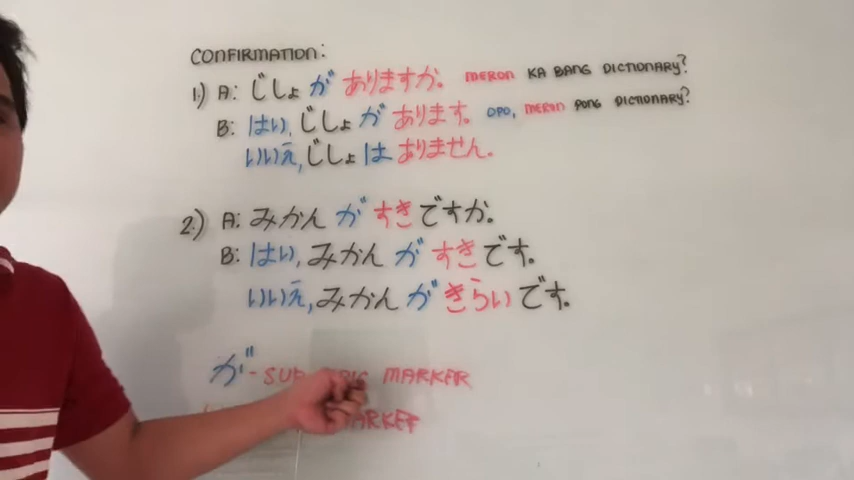 CONFIRMATION:
1.) A: じしょ が ありますか。 MERON KA BANG DICTIONARY?
B: はい, じしょ が あります。 OPO, MERON PONG DICTIONARY?
いいえ, じしょ は ありません。
2.) A: みかん が すき ですか。
B: はい, みかん が すき です。
いいえ, みかん が きらい です。
が - MARKER